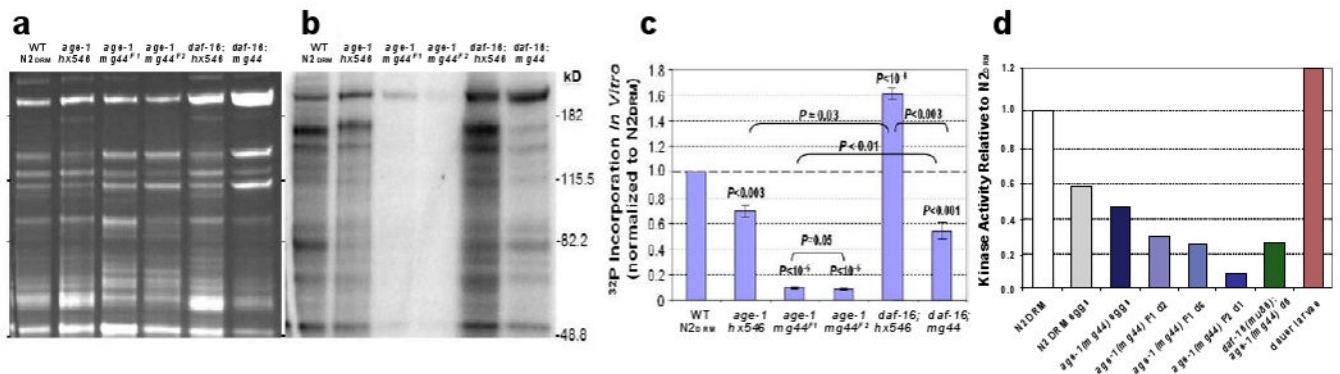 a
WT age-1 age-1 age-1 daf-16; daf-16;
N2DRM hx546 mg44F1 mg44F2 hx546 mg44
b
WT age-1 age-1 age-1 daf-16: daf-16:
N2DRM hx546 mg44F1 mg44F2 hx546 mg44
kD
-182
-115.5
-82.2
-48.8
c
32P Incorporation In Vitro
(normalized to N2DRM)
1.8
1.6
1.4
1.2
1
0.8
0.6
0.4
0.2
0
P<10-6
P = 0.03
P<0.003
P < 0.01
P<0.003
P<0.001
P=0.05
P<10-6
P<10-6
WT age-1 age-1 age-1 daf-16; daf-16;
N2DRM hx546 mg44F1 mg44F2 hx546 mg44
d
Kinase Activity Relative to N2DRM
1.2
1.0
0.8
0.6
0.4
0.2
0.0
N2DRM
N2DRM eggs
age-1(mg44) eggs
age-1(mg44) F1 d2
age-1(mg44) F1 d6
age-1(mg44) F2 d1
daf-16(mu86);
age-1(mg44) d6
dauer larvae